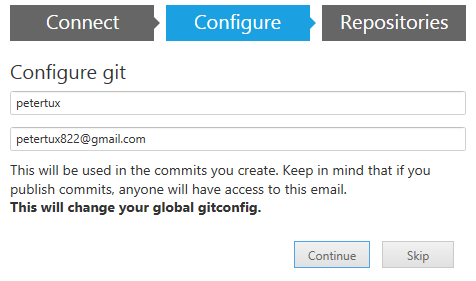 Connect Configure Repositories
Configure git
petertux
petertux822@gmail.com
This will be used in the commits you create. Keep in mind that if you
publish commits, anyone will have access to this email.
This will change your global gitconfig.
Continue Skip